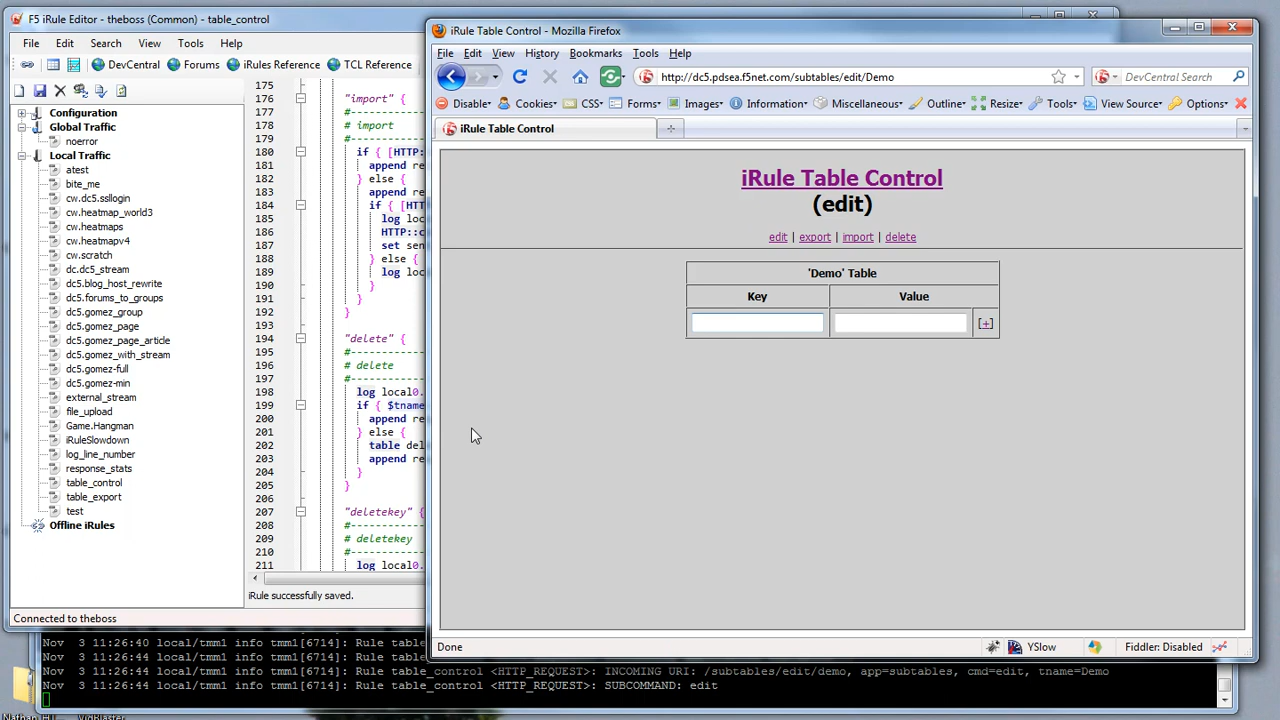 F5 iRule Editor - theboss (Common) - table_control
File Edit Search View Tools Help
DevCentral Forums iRules Reference TCL Reference
Configuration
Global Traffic
noerror
Local Traffic
atest
bite_me
cw.dc5.ssllogin
cw.heatmap_world3
cw.heatmaps
cw.heatmapv4
cw.scratch
dc.dc5_stream
dc5.blog_host_rewrite
dc5.forums_to_groups
dc5.gomez_group
dc5.gomez_page
dc5.gomez_page_article
dc5.gomez_with_stream
dc5.gomez-full
dc5.gomez-min
external_stream
file_upload
Game.Hangman
iRuleSlowdown
log_line_number
response_stats
table_control
table_export
test
Offline iRules
175
176 "import" {
177 #------------
178 # import
179 #------------
180 if { [HTTP:
181 append re
182 } else {
183 append re
184 if { [HTT
185 log loc
186 HTTP::c
187 set sen
188 } else {
189 log loc
190 }
191 }
192 }
193
194 "delete" {
195 #------------
196 # delete
197 #------------
198 log local0.
199 if { $tname
200 append re
201 } else {
202 table del
203 append re
204 }
205 }
206
207 "deletekey" {
208 #------------
209 # deletekey
210 #------------
211 log local0.
iRule successfully saved.
Connected to theboss
iRule Table Control - Mozilla Firefox
File Edit View History Bookmarks Tools Help
http://dc5.pdsea.f5net.com/subtables/edit/Demo
DevCentral Search
Disable Cookies CSS Forms Images Information Miscellaneous Outline Resize Tools View Source Options
iRule Table Control
iRule Table Control
(edit)
edit | export | import | delete
'Demo' Table
Key Value
[+]
Done YSlow Fiddler: Disabled
Nov 3 11:26:40 local/tmm1 info tmm1[6714]: Rule table_
Nov 3 11:26:44 local/tmm1 info tmm1[6714]: Rule table_
Nov 3 11:26:44 local/tmm1 info tmm1[6714]: Rule table_control <HTTP_REQUEST>: INCOMING URI: /subtables/edit/demo, app=subtables, cmd=edit, tname=Demo
Nov 3 11:26:44 local/tmm1 info tmm1[6714]: Rule table_control <HTTP_REQUEST>: SUBCOMMAND: edit